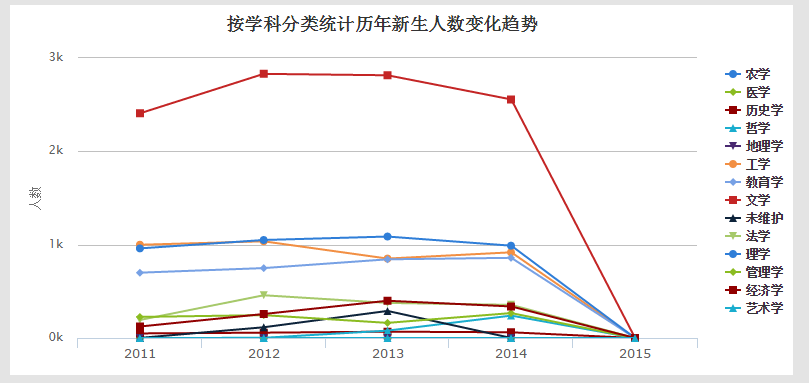 按学科分类统计历年新生人数变化趋势
3k
2k
1k
0k
人数
2011 2012 2013 2014 2015
农学
医学
历史学
哲学
地理学
工学
教育学
文学
未维护
法学
理学
管理学
经济学
艺术学